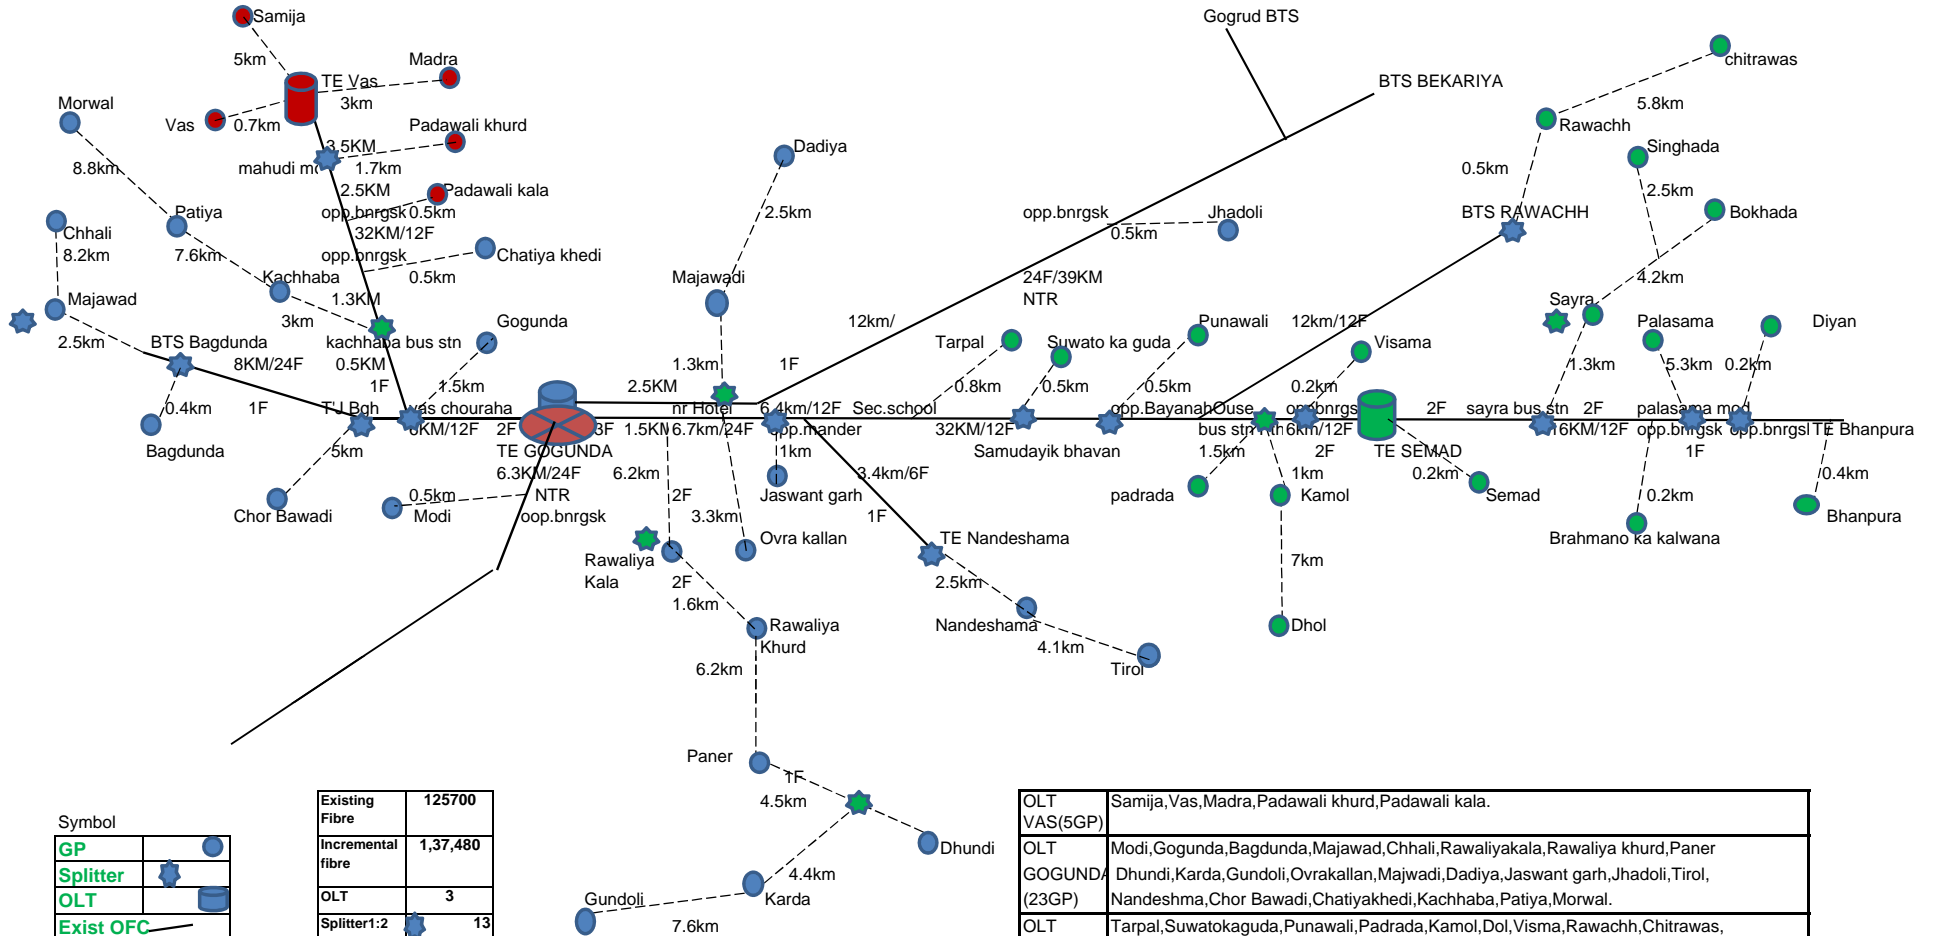 Samija
Gogrud BTS
5km
Madra
chitrawas
TE Vas
BTS BEKARIYA
3km
5.8km
Morwal
Vas
0.7km
Padawali khurd
Rawachh
3.5KM
Dadiya
Singhada
8.8km
mahudi m
1.7km
0.5km
2.5KM
Padawali kala
2.5km
Patiya
opp.bnrgsk
0.5km
2.5km
opp.bnrgsk
Jhadoli
BTS RAWACHH
Bokhada
Chhali
32KM/12F
0.5km
8.2km
7.6km
opp.bnrgsk
Chatiya khedi
Kachhaba
0.5km
Majawadi
24F/39KM
4.2km
Majawad
1.3KM
NTR
Sayra
3km
Gogunda
12km/
Punawali
12km/12F
Palasama
Diyan
2.5km
BTS Bagdunda
kachhaba bus stn
Tarpal
Suwato ka guda
Visama
8KM/24F
0.5KM
1.3km
1F
1.3km
5.3km
0.2km
1F
1.5km
2.5KM
0.8km
0.5km
0.5km
0.2km
0.4km
1F
T'J Bgh
vas chouraha
nr Hotel
6.4km/12F
Sec.school
opp.BayanahOuse
opp.bnrgs
2F
sayra bus stn
2F
palasama mod
6KM/12F
2F
3F
1.5KM
6.7km/24F
opp.mander
32KM/12F
bus stn
6km/12F
16KM/12F
opp.bnrgsk
opp.bnrgsl
TE Bhanpura
Bagdunda
5km
TE GOGUNDA
1km
Samudayik bhavan
1.5km
2F
TE SEMAD
1F
6.3KM/24F
6.2km
3.4km/6F
1km
0.2km
0.4km
0.5km
NTR
2F
Jaswant garh
padrada
Kamol
Semad
0.2km
Chor Bawadi
Modi
oop.bnrgsk
3.3km
1F
Bhanpura
Ovra kallan
TE Nandeshama
Brahmano ka kalwana
Rawaliya
Kala
2F
2.5km
7km
1.6km
Rawaliya
Khurd
Nandeshama
Dhol
4.1km
6.2km
Tirol
Paner
1F
4.5km
Dhundi
4.4km
Gundoli
Karda
7.6km
Symbol
GP
Splitter
OLT
Exist OFC
Existing
Fibre
125700
Incremental
fibre
1,37,480
OLT 3
Splitter1:2 13
OLT
VAS(5GP)
Samija,Vas,Madra,Padawali khurd,Padawali kala.
OLT
GOGUNDA
(23GP)
Modi,Gogunda,Bagdunda,Majawad,Chhali,Rawaliyakala,Rawaliya khurd,Paner
Dhundi,Karda,Gundoli,Ovrakallan,Majwadi,Dadiya,Jaswant garh,Jhadoli,Tirol,
Nandeshma,Chor Bawadi,Chatiyakhedi,Kachhaba,Patiya,Morwal.
OLT
Tarpal,Suwatokaguda,Punawali,Padrada,Kamol,Dol,Visma,Rawachh,Chitrawas,